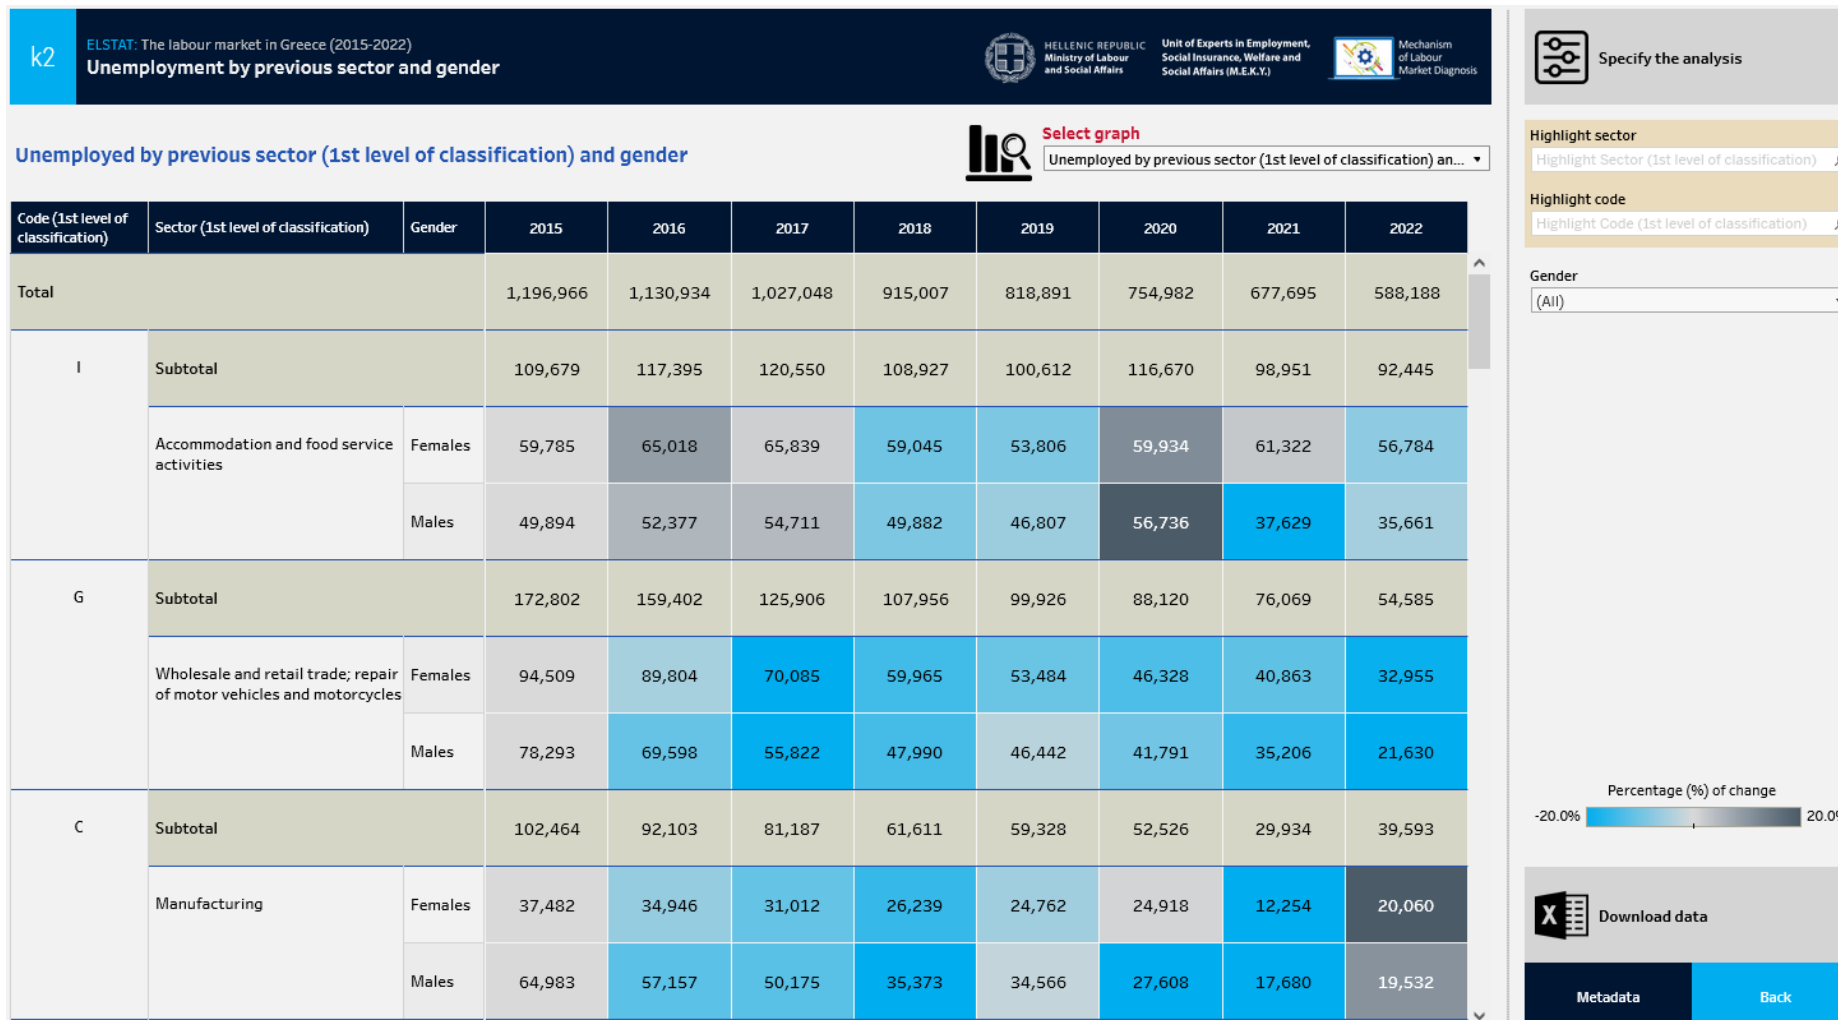 k2
ELSTAT: The labour market in Greece (2015-2022)
Unemployment by previous sector and gender
HELLENIC REPUBLIC
Ministry of Labour
and Social Affairs
Unit of Experts in Employment,
Social Insurance, Welfare and
Social Affairs (M.E.K.Y.)
Mechanism
of Labour
Market Diagnosis
Specify the analysis
Unemployed by previous sector (1st level of classification) and gender
Select graph
Unemployed by previous sector (1st level of classification) an...
Highlight sector
Highlight Sector (1st level of classification)
Highlight code
Highlight Code (1st level of classification)
Gender
(All)
Code (1st level of
classification)
Sector (1st level of classification) Gender 2015 2016 2017 2018 2019 2020 2021 2022
Total 1,196,966 1,130,934 1,027,048 915,007 818,891 754,982 677,695 588,188
I Subtotal 109,679 117,395 120,550 108,927 100,612 116,670 98,951 92,445
Accommodation and food service
activities
Females 59,785 65,018 65,839 59,045 53,806 59,934 61,322 56,784
Males 49,894 52,377 54,711 49,882 46,807 56,736 37,629 35,661
G Subtotal 172,802 159,402 125,906 107,956 99,926 88,120 76,069 54,585
Wholesale and retail trade; repair
of motor vehicles and motorcycles
Females 94,509 89,804 70,085 59,965 53,484 46,328 40,863 32,955
Males 78,293 69,598 55,822 47,990 46,442 41,791 35,206 21,630
C Subtotal 102,464 92,103 81,187 61,611 59,328 52,526 29,934 39,593
Manufacturing
Females 37,482 34,946 31,012 26,239 24,762 24,918 12,254 20,060
Males 64,983 57,157 50,175 35,373 34,566 27,608 17,680 19,532
Percentage (%) of change
-20.0% 20.0%
Download data
Metadata
Back